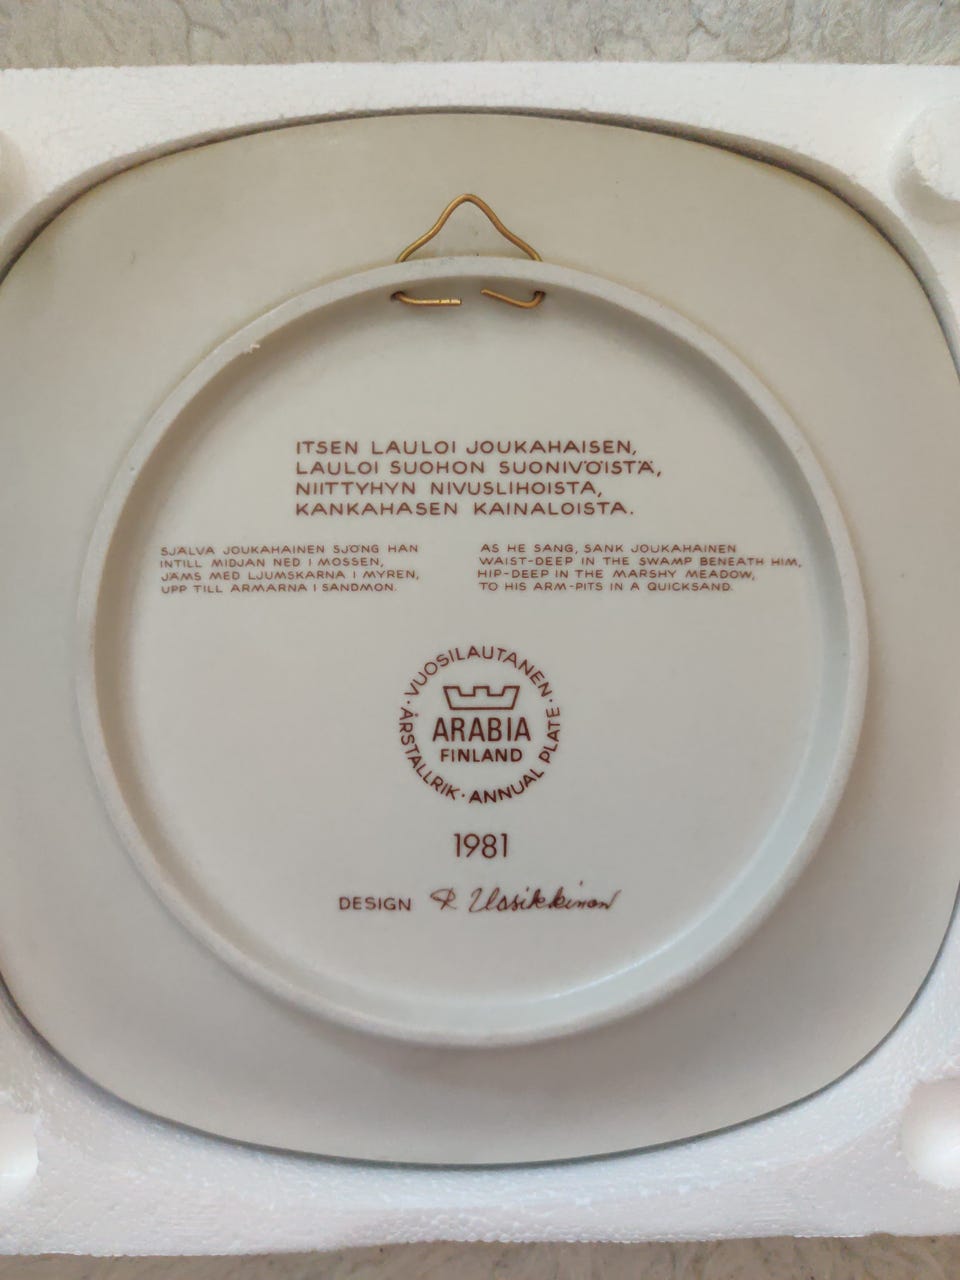 ITSEN LAULOI JOUKAHAISEN,
LAULOI SUOHON SUONIVÖISTÄ,
NIITTYHYN NIVUSLIHOISTA,
KANKAHASEN KAINALOISTA.
SJÄLVA JOUKAHAINEN SJÖNG HAN
INTILL MIDJAN NED I MOSSEN,
JÄMS MED LJUMSKARNA I MYREN,
UPP TILL ARMARNA I SANDMON.
AS HE SANG, SANK JOUKAHAINEN
WAIST-DEEP IN THE SWAMP BENEATH HIM,
HIP-DEEP IN THE MARSHY MEADOW,
TO HIS ARM-PITS IN A QUICKSAND.
· VUOSILAUTANEN · ANNUAL PLATE · ÅRSTALLRIK
ARABIA
FINLAND
1981
DESIGN R Uosikkinen